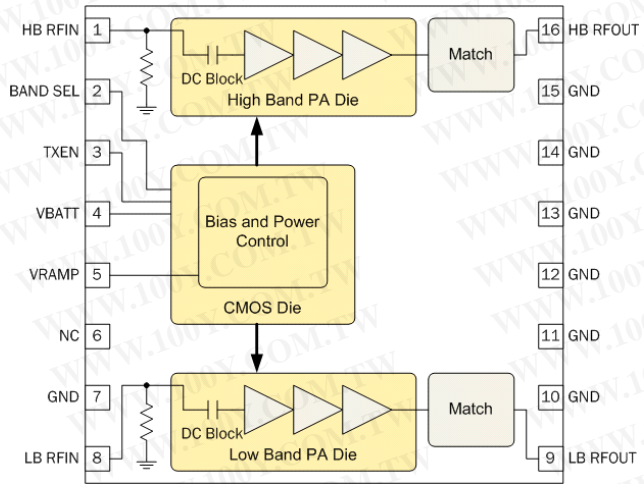 HB RFIN 1
16 HB RFOUT
DC Block
Match
High Band PA Die
BAND SEL 2
15 GND
TXEN 3
14 GND
VBATT 4
13 GND
Bias and Power
Control
VRAMP 5
12 GND
CMOS Die
NC 6
11 GND
GND 7
10 GND
DC Block
Match
Low Band PA Die
LB RFIN 8
9 LB RFOUT
WWW.100Y.COM.TW